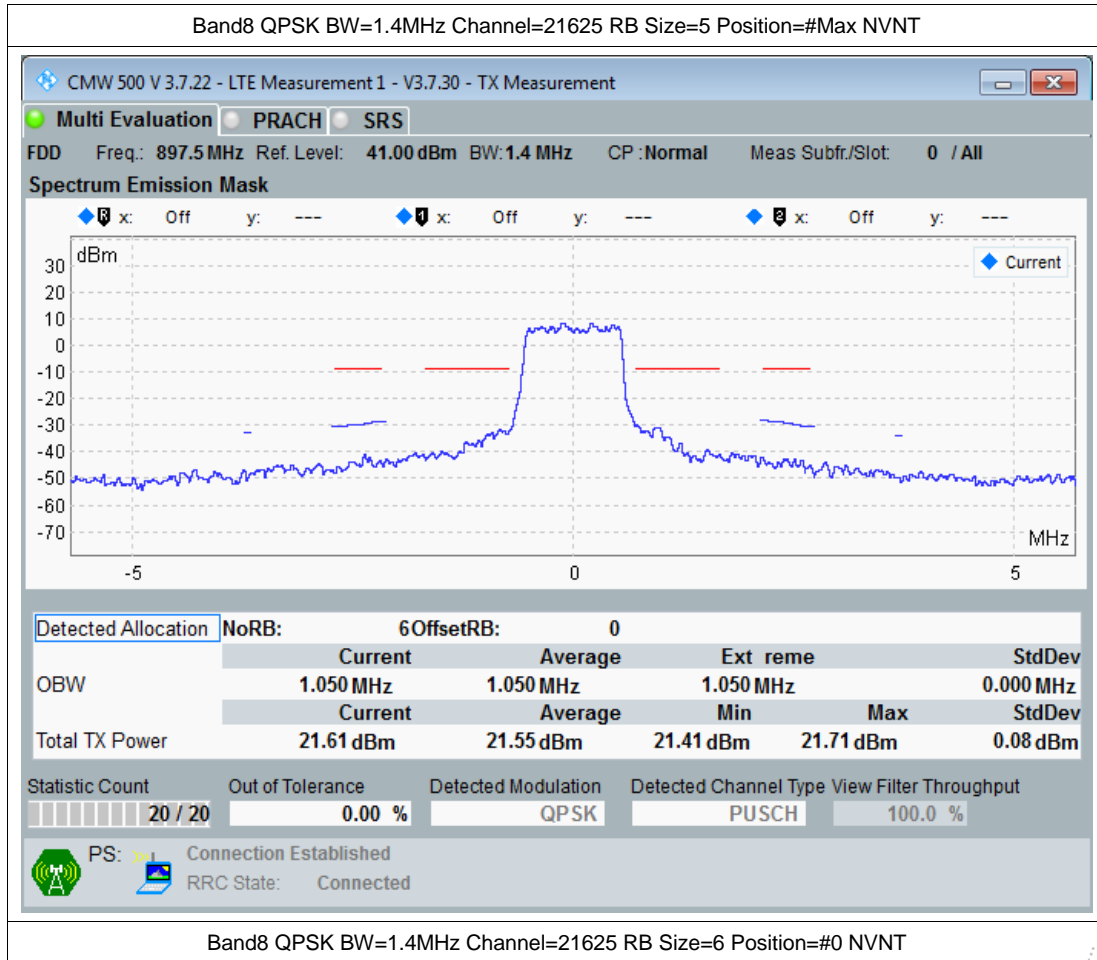 Band8 QPSK BW=1.4MHz Channel=21625 RB Size=5 Position=#Max NVNT
CMW 500 V 3.7.22 - LTE Measurement 1 - V3.7.30 - TX Measurement
Multi Evaluation PRACH SRS
FDD Freq.: 897.5 MHz Ref. Level: 41.00 dBm BW: 1.4 MHz CP : Normal Meas Subfr./Slot: 0 / All
Spectrum Emission Mask
R x: Off y: --- 1 x: Off y: --- 2 x: Off y: ---
dBm
Current
30
20
10
0
-10
-20
-30
-40
-50
-60
-70
MHz
-5 0 5
Detected Allocation NoRB: 6 OffsetRB: 0
Current Average Ext reme StdDev
OBW 1.050 MHz 1.050 MHz 1.050 MHz 0.000 MHz
Current Average Min Max StdDev
Total TX Power 21.61 dBm 21.55 dBm 21.41 dBm 21.71 dBm 0.08 dBm
Statistic Count Out of Tolerance Detected Modulation Detected Channel Type View Filter Throughput
20 / 20 0.00 % QPSK PUSCH 100.0 %
PS: Connection Established
RRC State: Connected
Band8 QPSK BW=1.4MHz Channel=21625 RB Size=6 Position=#0 NVNT